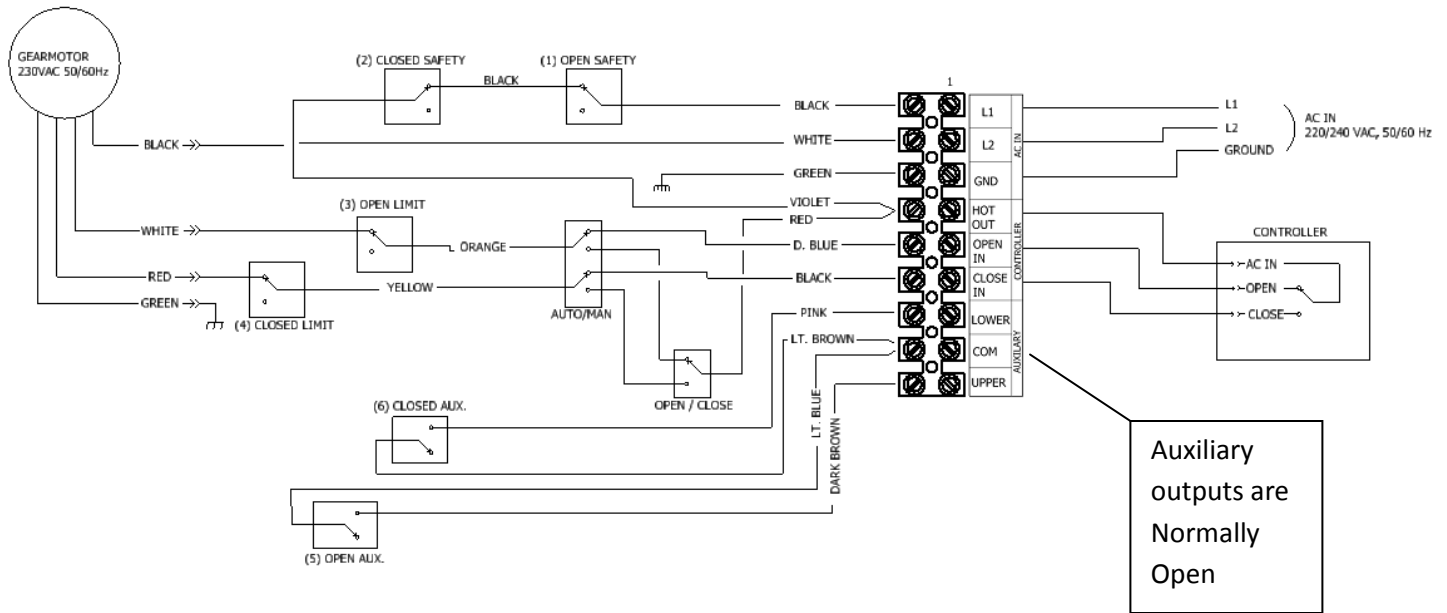 GEARMOTOR
230VAC 50/60Hz
(2) CLOSED SAFETY
(1) OPEN SAFETY
BLACK
BLACK
WHITE
GREEN
VIOLET
RED
BLACK
(3) OPEN LIMIT
WHITE
ORANGE
D. BLUE
RED
YELLOW
BLACK
GREEN
(4) CLOSED LIMIT
AUTO/MAN
PINK
LT. BROWN
OPEN / CLOSE
LT. BLUE
DARK BROWN
(6) CLOSED AUX.
(5) OPEN AUX.
1
L1
L2
GND
HOT
OUT
OPEN
IN
CLOSE
IN
LOWER
COM
UPPER
AC IN
CONTROLLER
AUXILARY
L1
L2
GROUND
AC IN
220/240 VAC, 50/60 Hz
CONTROLLER
AC IN
OPEN
CLOSE
Auxiliary
outputs are
Normally
Open